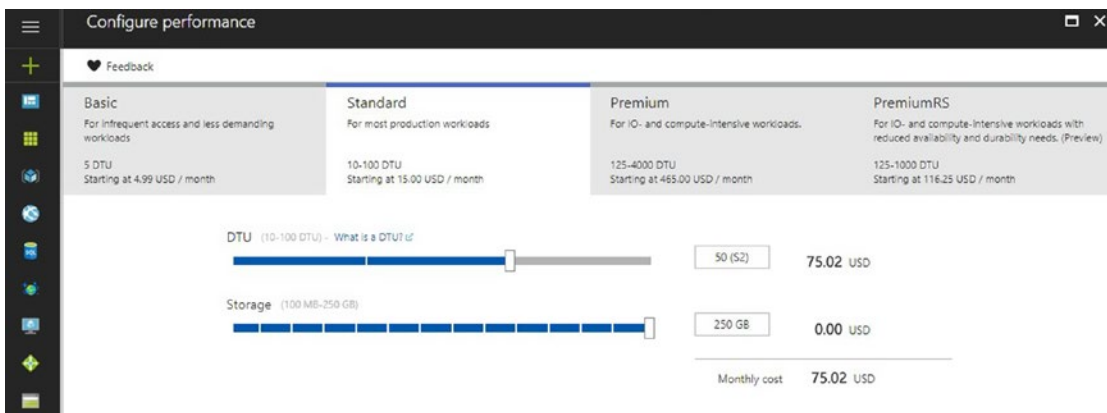 Configure performance
Feedback
Basic
For infrequent access and less demanding
workloads
5 DTU
Starting at 4.99 USD / month
Standard
For most production workloads
10-100 DTU
Starting at 15.00 USD / month
Premium
For IO- and compute-intensive workloads.
125-4000 DTU
Starting at 465.00 USD / month
PremiumRS
For IO- and compute-intensive workloads with
reduced availability and durability needs. (Preview)
125-1000 DTU
Starting at 116.25 USD / month
DTU (10-100 DTU) - What is a DTU?
50 (S2) 75.02 USD
Storage (100 MB-250 GB)
250 GB 0.00 USD
Monthly cost 75.02 USD